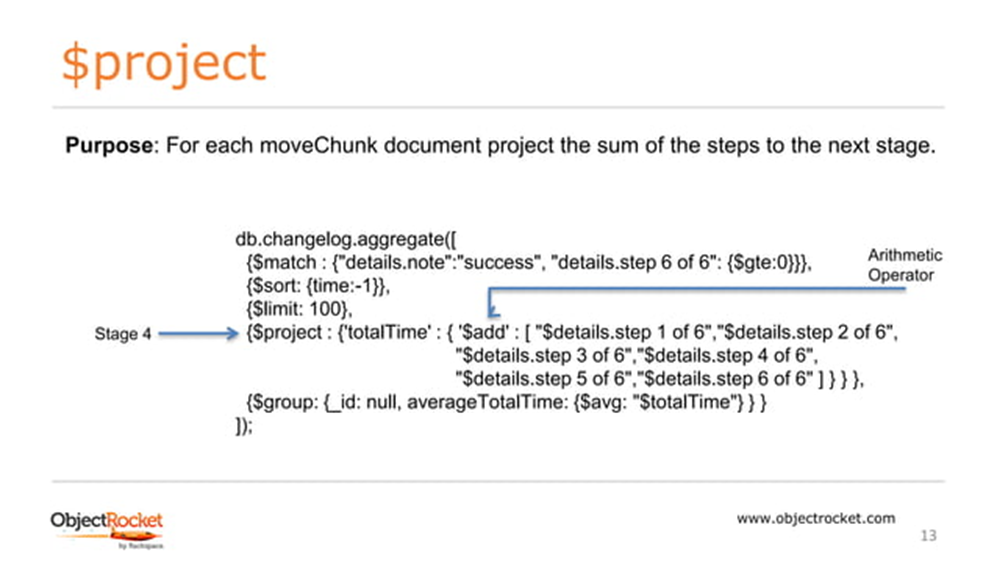 $project
Purpose: For each moveChunk document project the sum of the steps to the next stage.
db.changelog.aggregate([
{$match : {"details.note":"success", "details.step 6 of 6": {$gte:0}}},
{$sort: {time:-1}},
{$limit: 100},
{$project : {'totalTime' : { '$add' : [ "$details.step 1 of 6","$details.step 2 of 6",
"$details.step 3 of 6","$details.step 4 of 6",
"$details.step 5 of 6","$details.step 6 of 6" ] } } },
{$group: {_id: null, averageTotalTime: {$avg: "$totalTime"} } }
]);
Arithmetic
Operator
Stage 4
ObjectRocket
by Rackspace
www.objectrocket.com
13